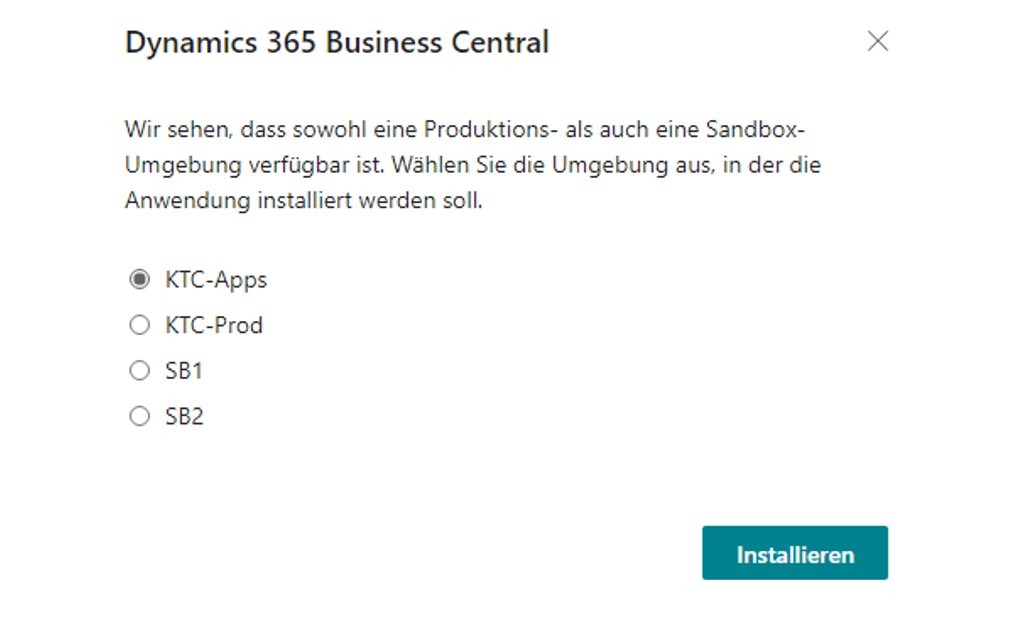 Dynamics 365 Business Central
Wir sehen, dass sowohl eine Produktions- als auch eine Sandbox-
Umgebung verfügbar ist. Wählen Sie die Umgebung aus, in der die
Anwendung installiert werden soll.
KTC-Apps
KTC-Prod
SB1
SB2
Installieren